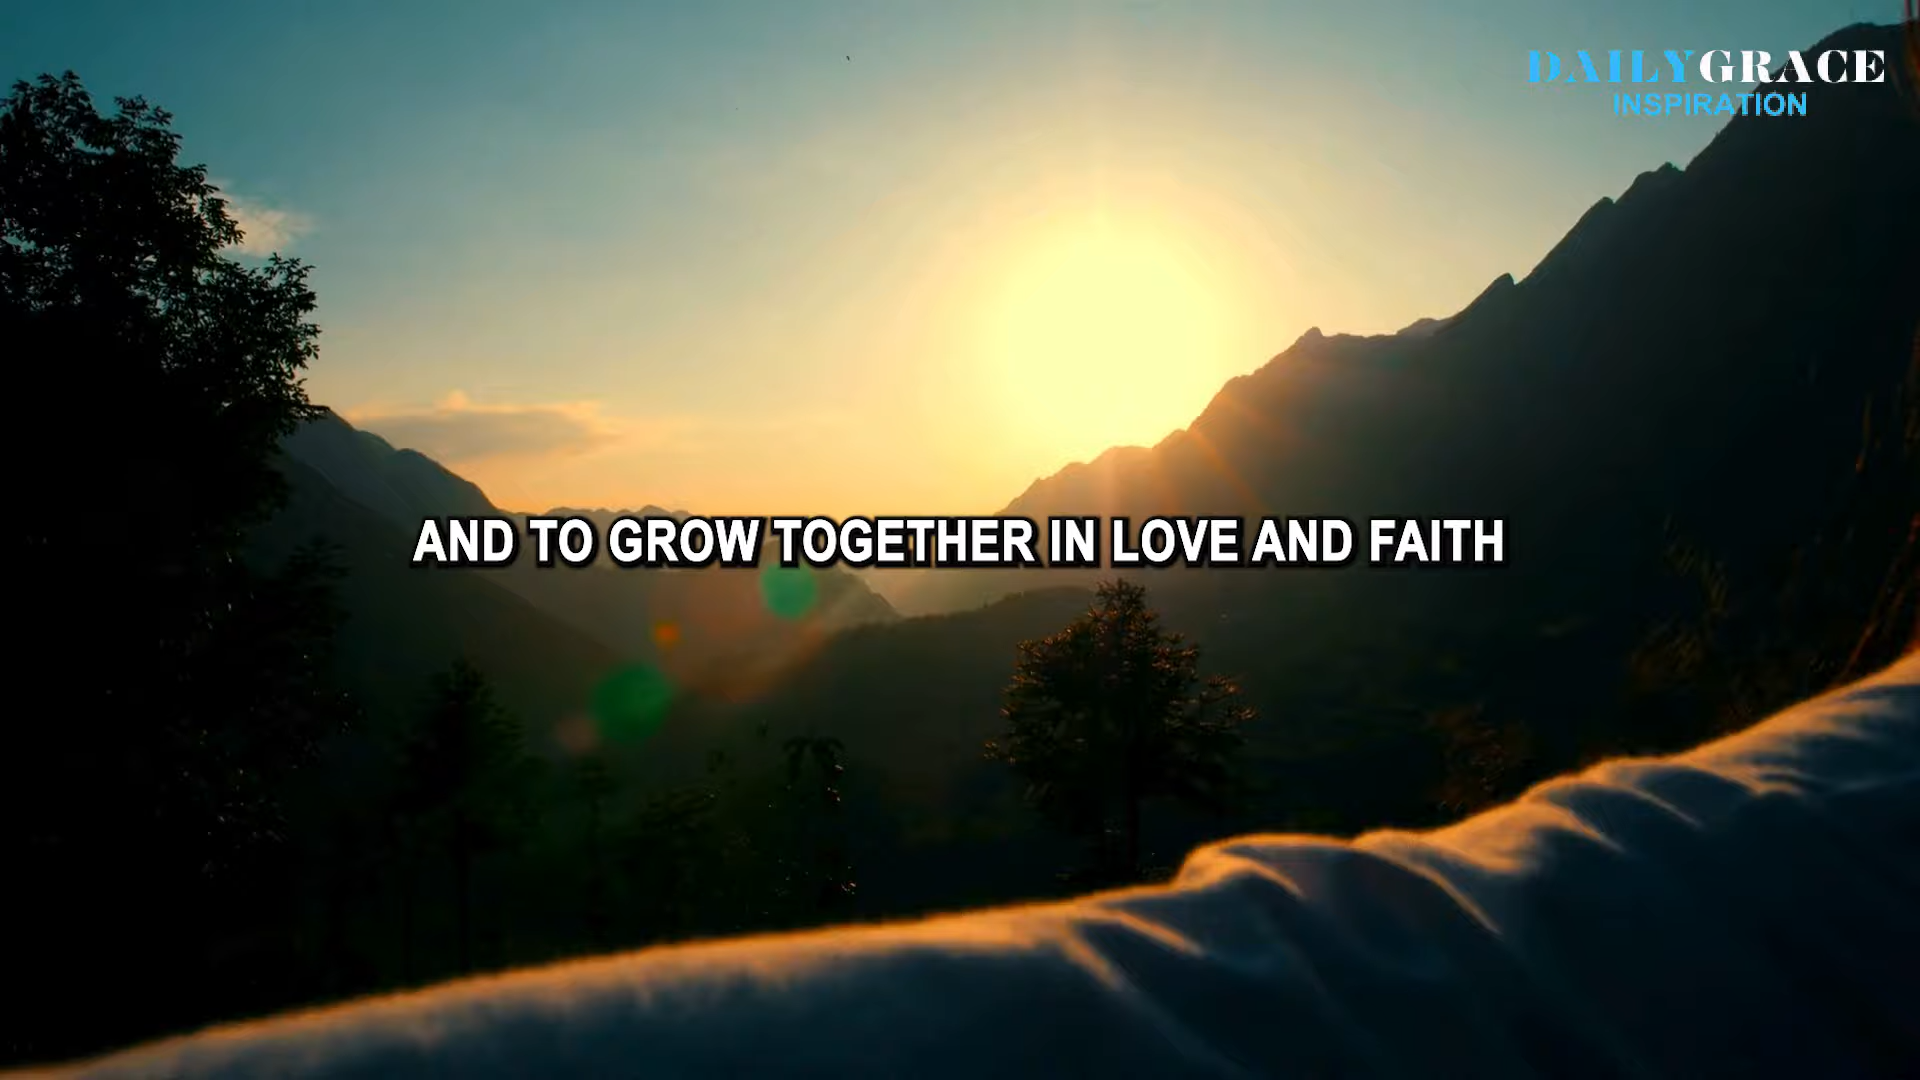 DAILYGRACE
INSPIRATION
AND TO GROW TOGETHER IN LOVE AND FAITH